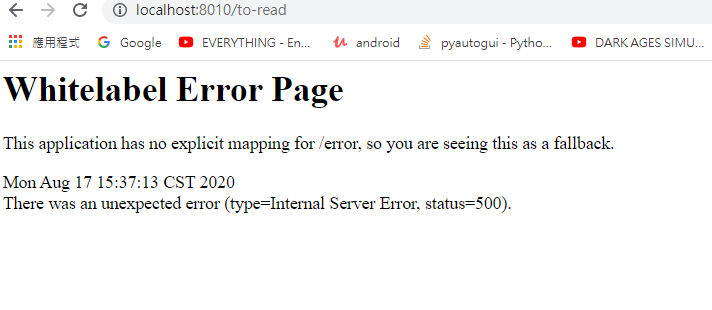 localhost:8010/to-read
應用程式 Google EVERYTHING - En... android pyautogui - Pytho... DARK AGES SIMU...
Whitelabel Error Page
This application has no explicit mapping for /error, so you are seeing this as a fallback.
Mon Aug 17 15:37:13 CST 2020
There was an unexpected error (type=Internal Server Error, status=500).